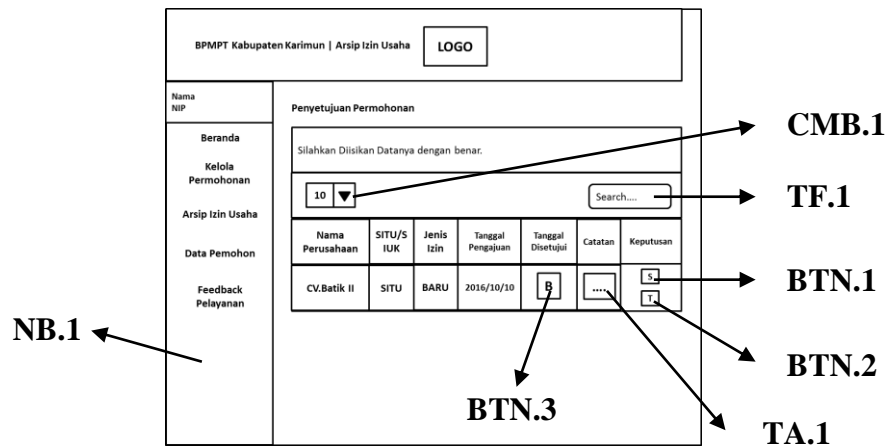 BPMPT Kabupaten Karimun | Arsip Izin Usaha
LOGO
Nama
NIP
Beranda
Kelola
Permohonan
Arsip Izin Usaha
Data Pemohon
Feedback
Pelayanan
Penyetujuan Permohonan
Silahkan Diisikan Datanya dengan benar.
10
Search....
Nama
Perusahaan
SITU/S
IUK
Jenis
Izin
Tanggal
Pengajuan
Tanggal
Disetujui
Catatan
Keputusan
CV.Batik II
SITU
BARU
2016/10/10
B
....
S
T
CMB.1
TF.1
BTN.1
BTN.2
TA.1
BTN.3
NB.1